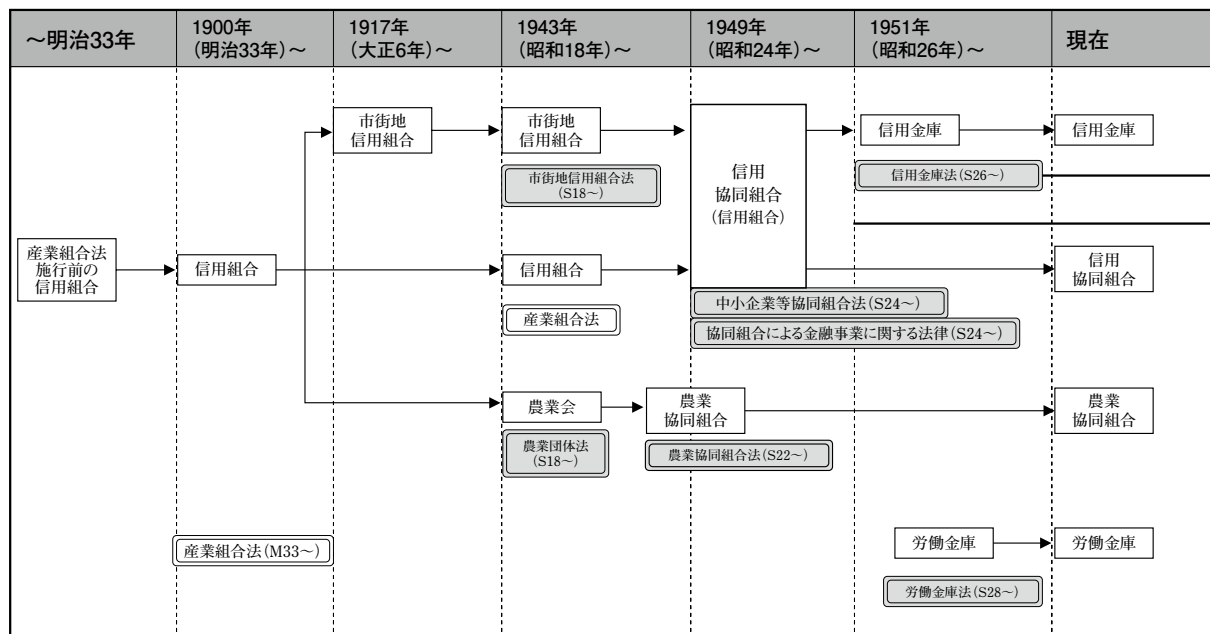 ～明治33年
1900年
（明治33年）～
1917年
（大正6年）～
1943年
（昭和18年）～
1949年
（昭和24年）～
1951年
（昭和26年）～
現在
市街地
信用組合
市街地
信用組合
市街地信用組合法
（S18～）
信用
協同組合
（信用組合）
信用金庫
信用金庫法（S26～）
信用金庫
産業組合法
施行前の
信用組合
信用組合
信用組合
産業組合法
中小企業等協同組合法（S24～）
協同組合による金融事業に関する法律（S24～）
信用
協同組合
農業会
農業団体法
（S18～）
農業
協同組合
農業協同組合法（S22～）
農業
協同組合
産業組合法（M33～）
労働金庫
労働金庫法（S28～）
労働金庫